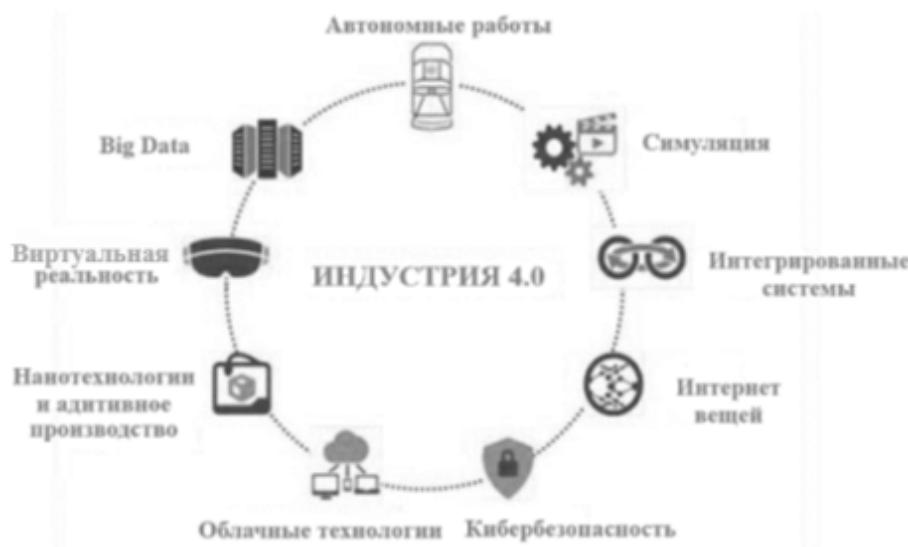 Автономные работы
Big Data
Симуляция
Виртуальная
реальность
ИНДУСТРИЯ 4.0
Интегрированные
системы
Нанотехнологии
и адитивное
производство
Интернет
вещей
Облачные технологии
Кибербезопасность